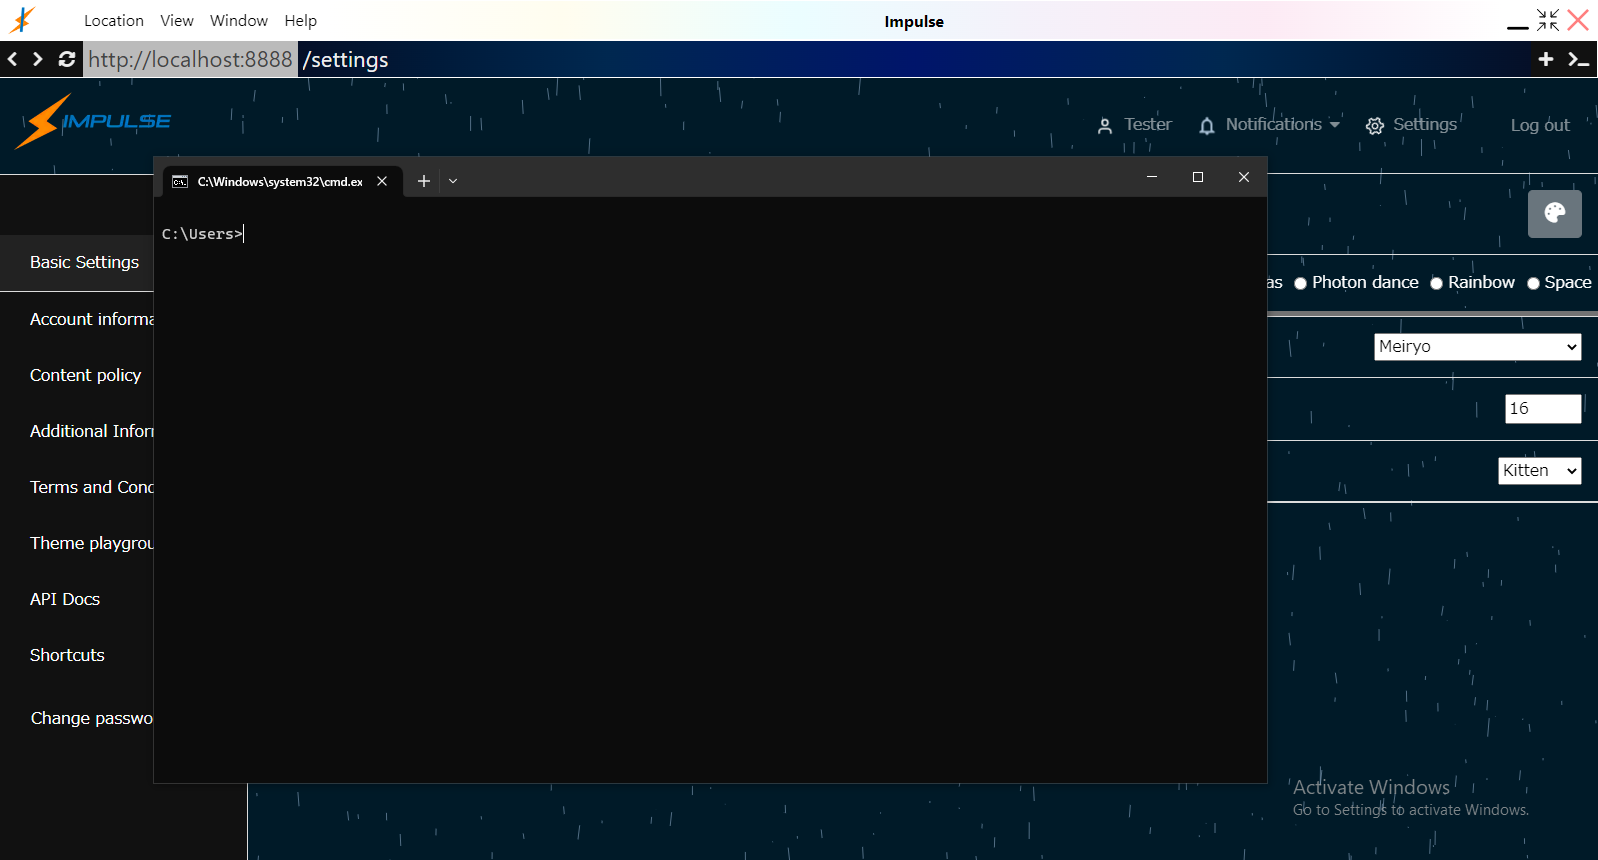 Location View Window Help
Impulse
http://localhost:8888 /settings
IMPULSE
Tester
Notifications
Settings
Log out
C:\Windows\system32\cmd.ex
C:\Users>
Basic Settings
Account informa
Content policy
Additional Inforr
Terms and Conc
Theme playgrou
API Docs
Shortcuts
Change passwo
as Photon dance Rainbow Space
Meiryo
16
Kitten
Activate Windows
Go to Settings to activate Windows.